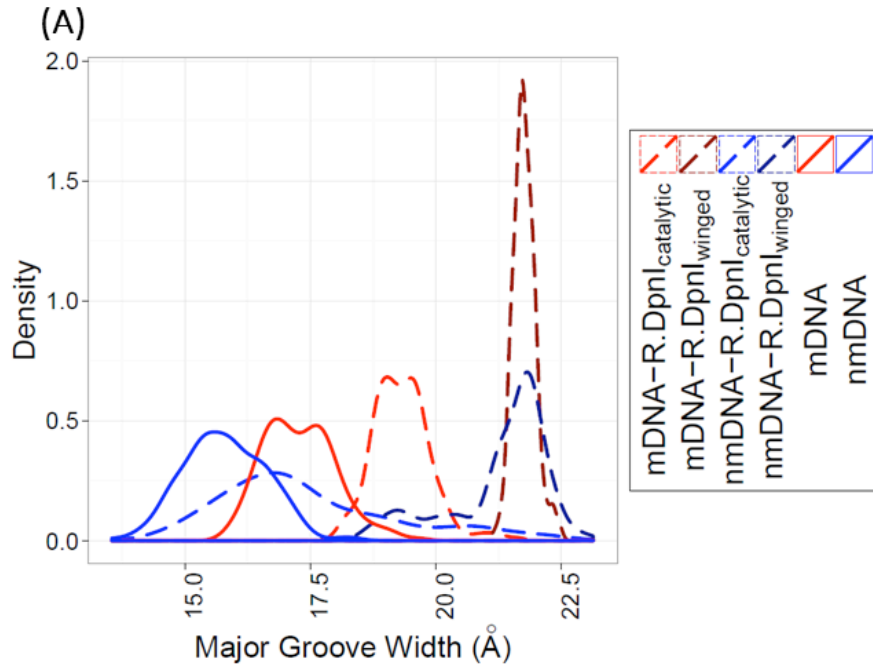 (A)
2.0
1.5
1.0
0.5
0.0
Density
15.0
17.5
20.0
22.5
Major Groove Width (Å)
mDNA−R.DpnIcatalytic
mDNA−R.DpnIwinged
nmDNA−R.DpnIcatalytic
nmDNA−R.DpnIwinged
mDNA
nmDNA